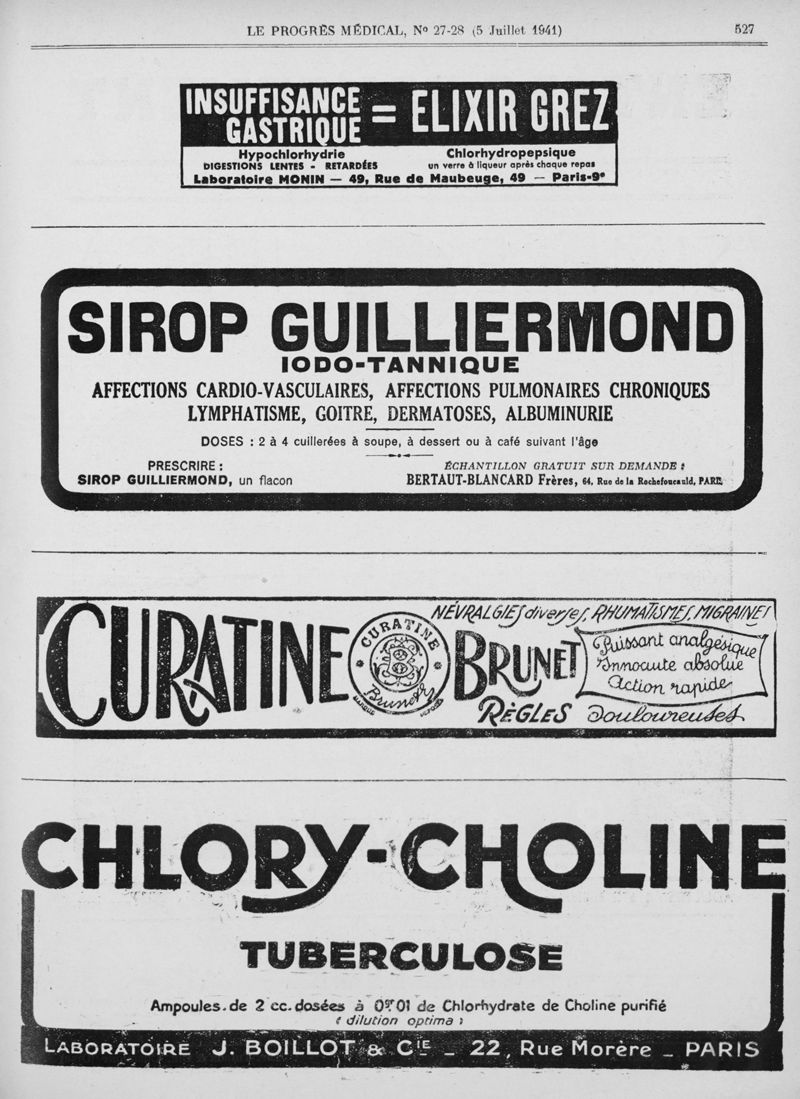 LE PROGRÈS MÉDICAL, Nº 27-28 (5 Juillet 1941) 527
INSUFFISANCE GASTRIQUE = ELIXIR GREZ
Hypochlorhydrie
DIGESTIONS LENTES - RETARDÉES
Chlorhydropepsique
un verre à liqueur après chaque repas
Laboratoire MONIN — 49, Rue de Maubeuge, 49 — Paris-9e
SIROP GUILLIERMOND
IODO-TANNIQUE
AFFECTIONS CARDIO-VASCULAIRES, AFFECTIONS PULMONAIRES CHRONIQUES
LYMPHATISME, GOITRE, DERMATOSES, ALBUMINURIE
DOSES : 2 à 4 cuillerées à soupe, à dessert ou à café suivant l'âge
PRESCRIRE :
SIROP GUILLIERMOND, un flacon
ÉCHANTILLON GRATUIT SUR DEMANDE :
BERTAUT-BLANCARD Frères, 64, Rue de la Rochefoucauld, PARIS
CURATINE
CURATINE
Brunet
MARQUE DÉPOSÉE
BRUNET
NÉVRALGIES diverses, RHUMATISMES, MIGRAINES
Puissant analgésique
Innocuité absolue
Action rapide
RÈGLES douloureuses
CHLORY-CHOLINE
TUBERCULOSE
Ampoules de 2 cc. dosées à 0gr01 de Chlorhydrate de Choline purifié
( dilution optima )
LABORATOIRE J. BOILLOT & CIE _ 22, Rue Morère _ PARIS